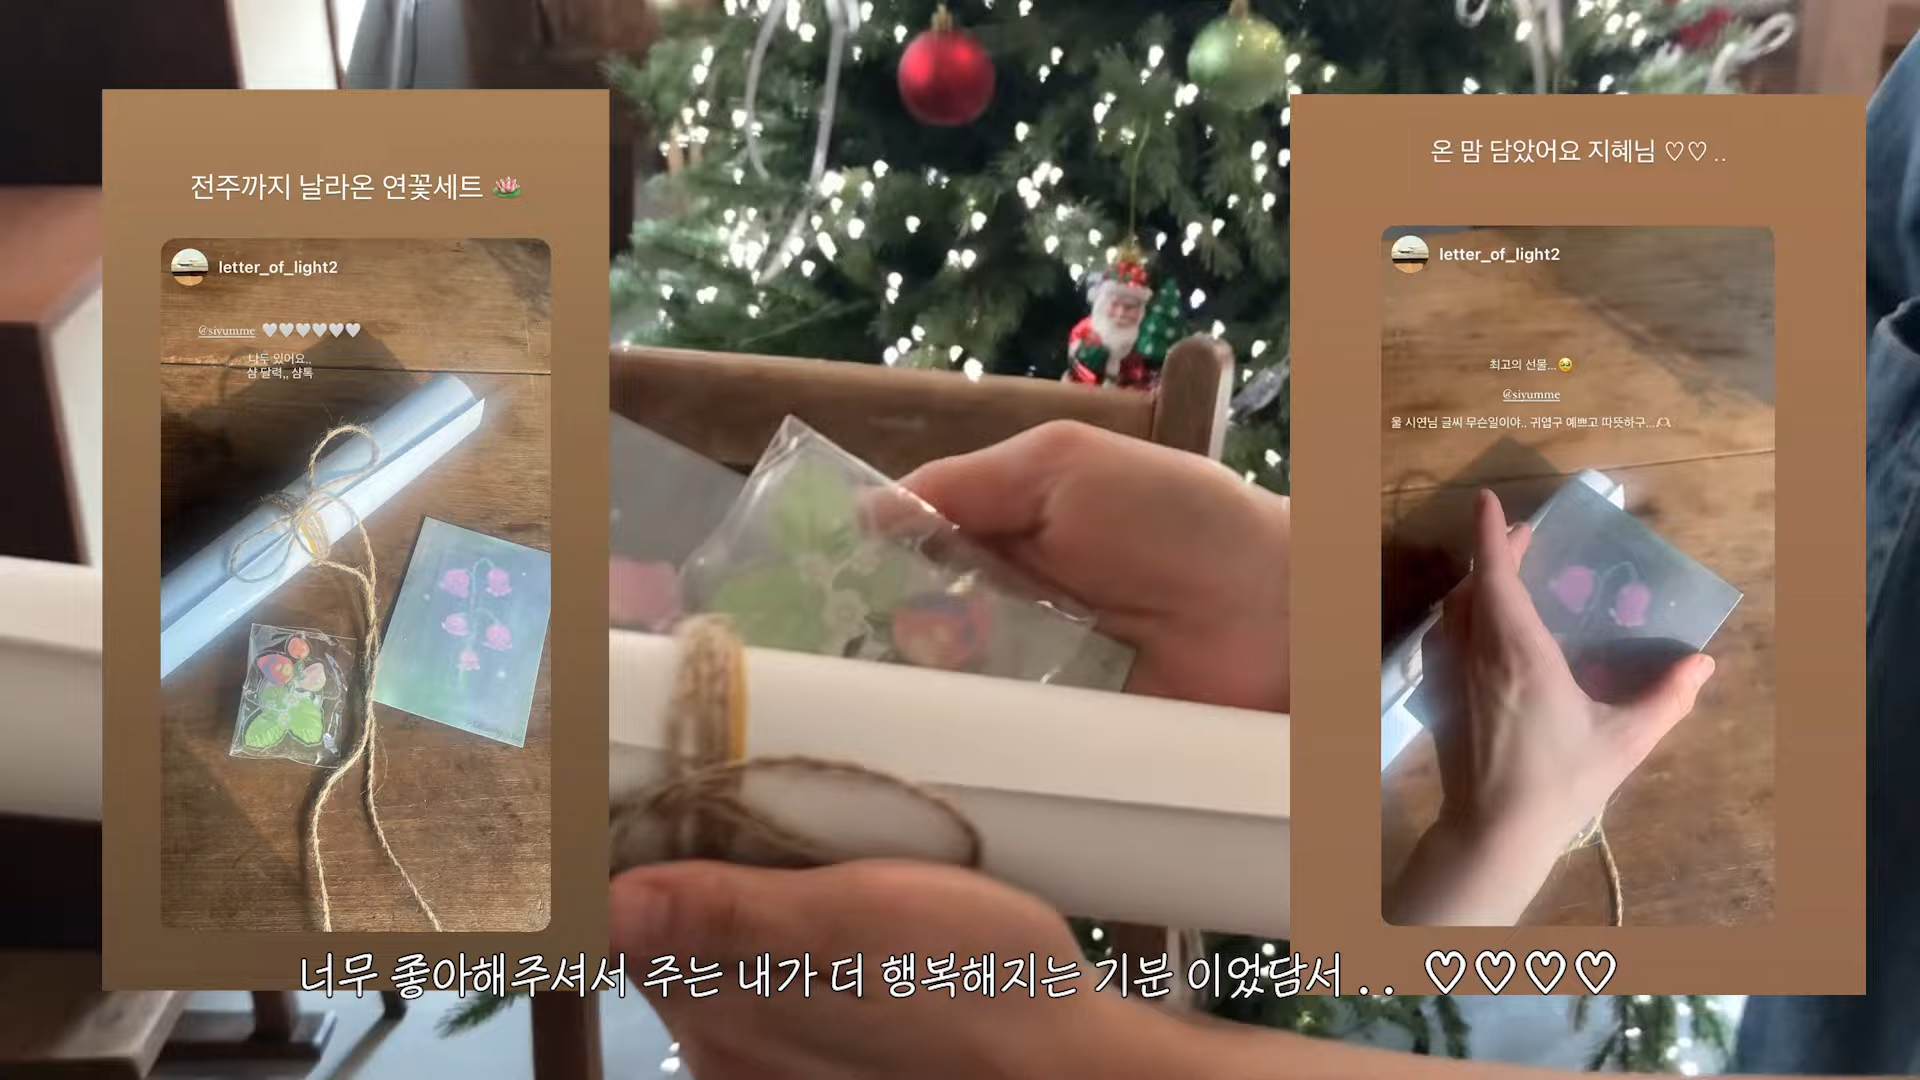 전주까지 날라온 연꽃세트 🪷
letter_of_light2
@siyumme 🤍🤍🤍🤍🤍🤍
나두 있어요..
샴 달력,, 샴톡
온 맘 담았어요 지혜님 ♡♡ ..
letter_of_light2
최고의 선물...🥹
@siyumme
울 시연님 글씨 무슨일이야.. 귀엽구 예쁘고 따뜻하구...🫶🏻
너무 좋아해주셔서 주는 내가 더 행복해지는 기분 이었담서 . . ♡♡♡♡